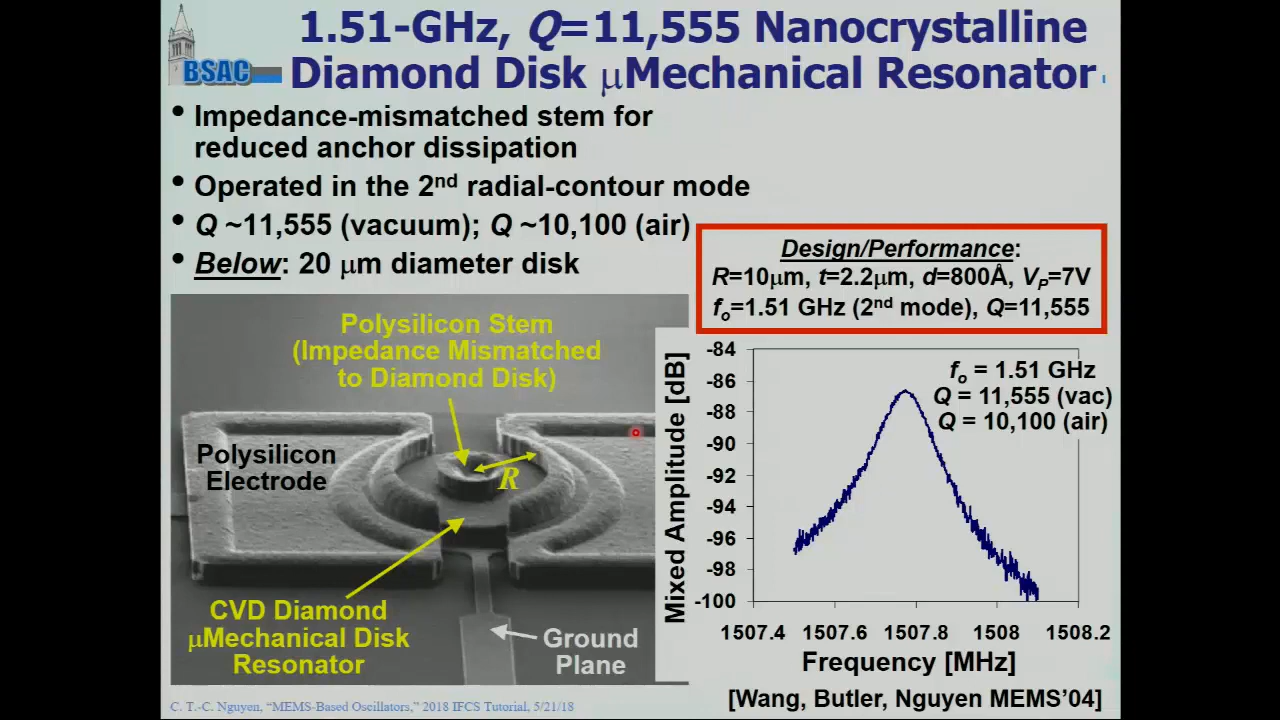 1.51-GHz, Q=11,555 Nanocrystalline
Diamond Disk μMechanical Resonator
BSAC
• Impedance-mismatched stem for
reduced anchor dissipation
• Operated in the 2nd radial-contour mode
• Q ~11,555 (vacuum); Q ~10,100 (air)
• Below: 20 μm diameter disk
Design/Performance:
R=10μm, t=2.2μm, d=800Å, VP=7V
fo=1.51 GHz (2nd mode), Q=11,555
Polysilicon Stem
(Impedance Mismatched
to Diamond Disk)
Polysilicon
Electrode
R
CVD Diamond
μMechanical Disk
Resonator
Ground
Plane
Mixed Amplitude [dB]
-84
-86
-88
-90
-92
-94
-96
-98
-100
fo = 1.51 GHz
Q = 11,555 (vac)
Q = 10,100 (air)
1507.4 1507.6 1507.8 1508 1508.2
Frequency [MHz]
[Wang, Butler, Nguyen MEMS'04]
C. T.-C. Nguyen, “MEMS-Based Oscillators,” 2018 IFCS Tutorial, 5/21/18